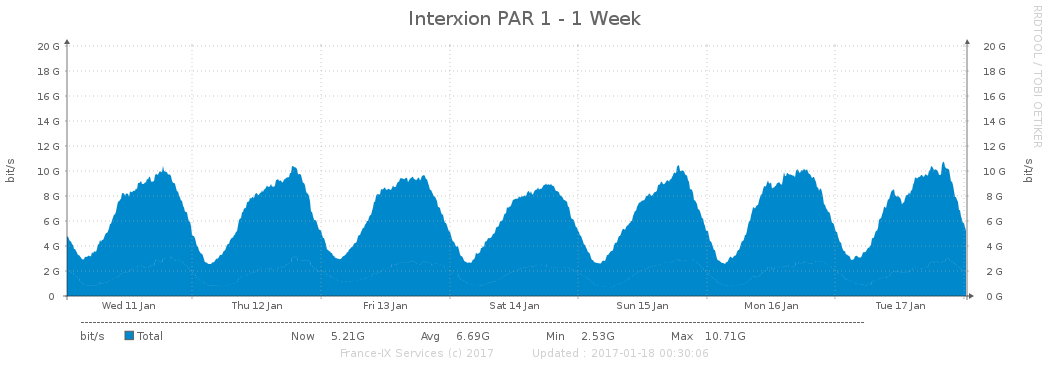 Interxion PAR 1 - 1 Week
RRDTOOL / TOBI OETIKER
bit/s
20 G
18 G
16 G
14 G
12 G
10 G
8 G
6 G
4 G
2 G
0
20 G
18 G
16 G
14 G
12 G
10 G
8 G
6 G
4 G
2 G
0 G
bit/s
Wed 11 Jan Thu 12 Jan Fri 13 Jan Sat 14 Jan Sun 15 Jan Mon 16 Jan Tue 17 Jan
bit/s Total Now 5.21G Avg 6.69G Min 2.53G Max 10.71G
France-IX Services (c) 2017 Updated : 2017-01-18 00:30:06